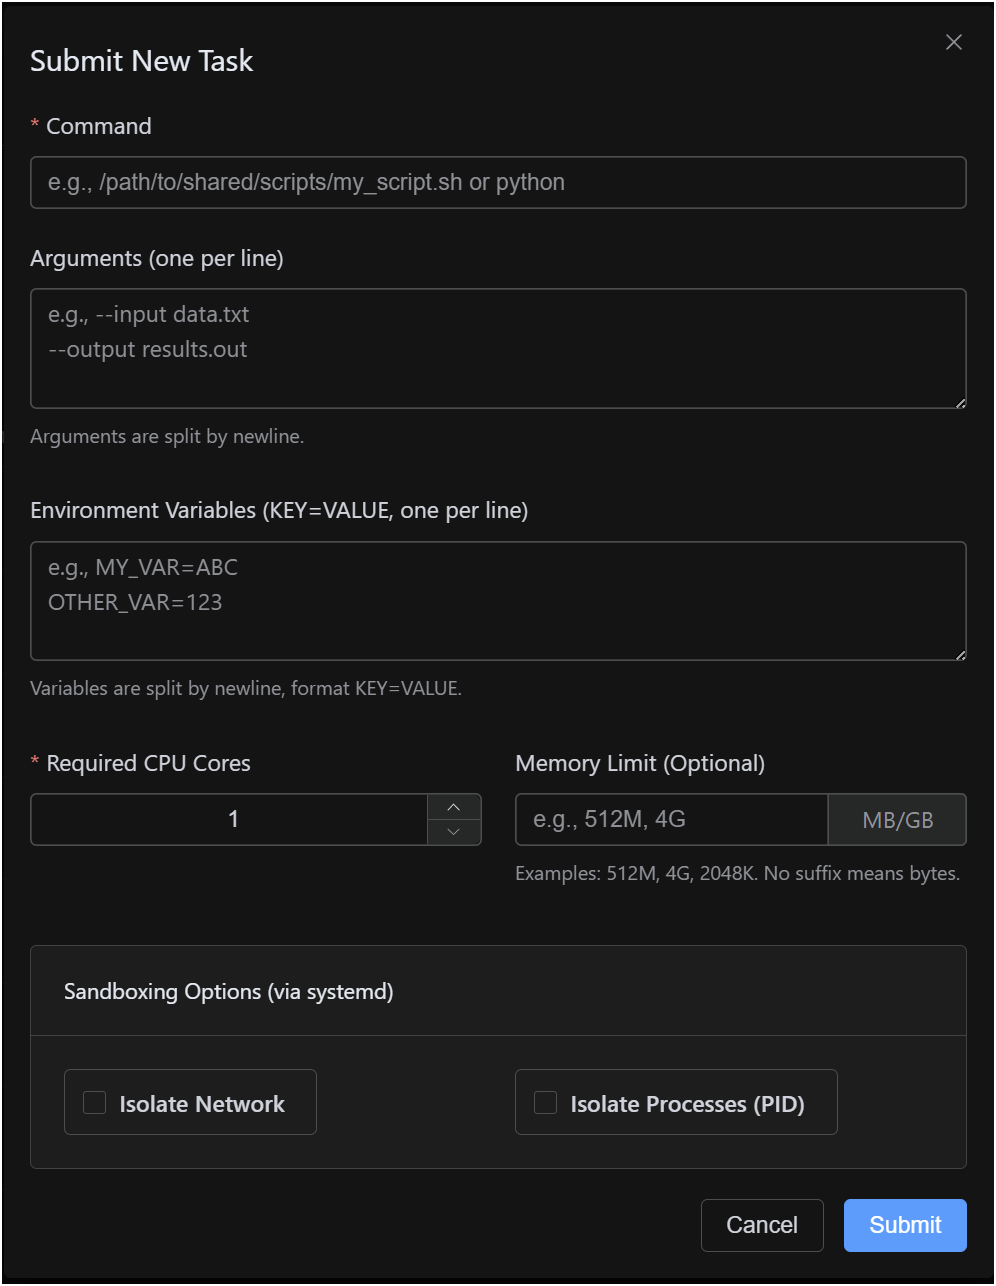 Submit New Task
* Command
e.g., /path/to/shared/scripts/my_script.sh or python
Arguments (one per line)
e.g., --input data.txt
--output results.out
Arguments are split by newline.
Environment Variables (KEY=VALUE, one per line)
e.g., MY_VAR=ABC
OTHER_VAR=123
Variables are split by newline, format KEY=VALUE.
* Required CPU Cores
1
Memory Limit (Optional)
e.g., 512M, 4G
MB/GB
Examples: 512M, 4G, 2048K. No suffix means bytes.
Sandboxing Options (via systemd)
Isolate Network
Isolate Processes (PID)
Cancel
Submit